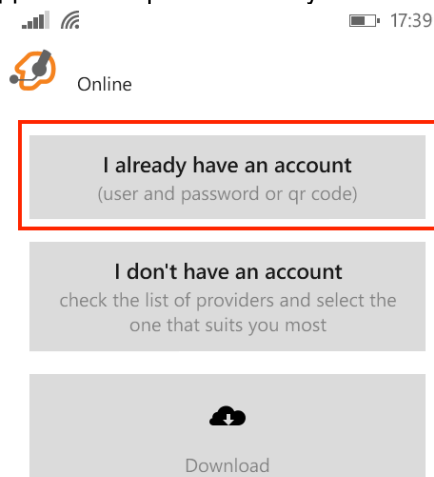 17:39
Online
I already have an account
(user and password or qr code)
I don't have an account
check the list of providers and select the
one that suits you most
Download